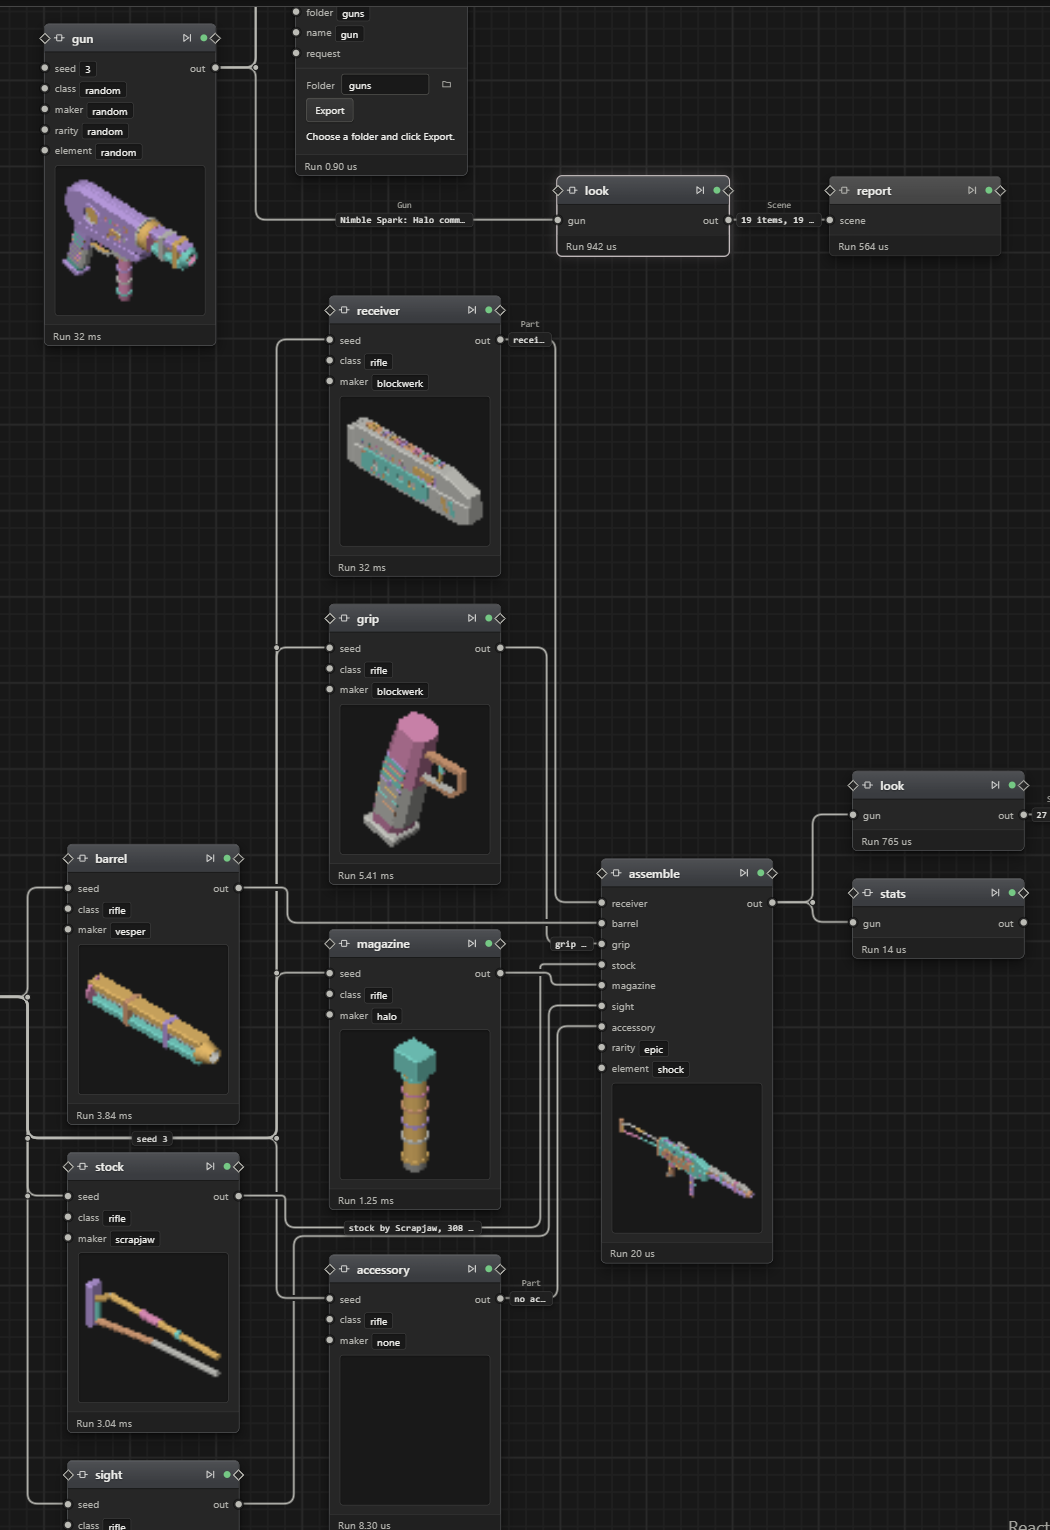 folder guns
name gun
request
Folder guns
Export
Choose a folder and click Export.
Run 0.90 us
gun
seed 3 out
class random
maker random
rarity random
element random
Run 32 ms
Gun
Nimble Spark: Halo comm…
look
gun out
Run 942 us
Scene
19 items, 19 …
report
scene
Run 564 us
receiver
seed out
class rifle
maker blockwerk
Run 32 ms
Part
recei…
grip
seed out
class rifle
maker blockwerk
Run 5.41 ms
look
gun out
Run 765 us
27
stats
gun out
Run 14 us
barrel
seed out
class rifle
maker vesper
Run 3.84 ms
assemble
receiver out
barrel
grip
stock
magazine
sight
accessory
rarity epic
element shock
Run 20 us
grip …
magazine
seed out
class rifle
maker halo
Run 1.25 ms
seed 3
stock
seed out
class rifle
maker scrapjaw
Run 3.04 ms
stock by Scrapjaw, 308 …
accessory
seed out
class rifle
maker none
Run 8.30 ms
Part
no ac…
sight
seed out
class rifle
React